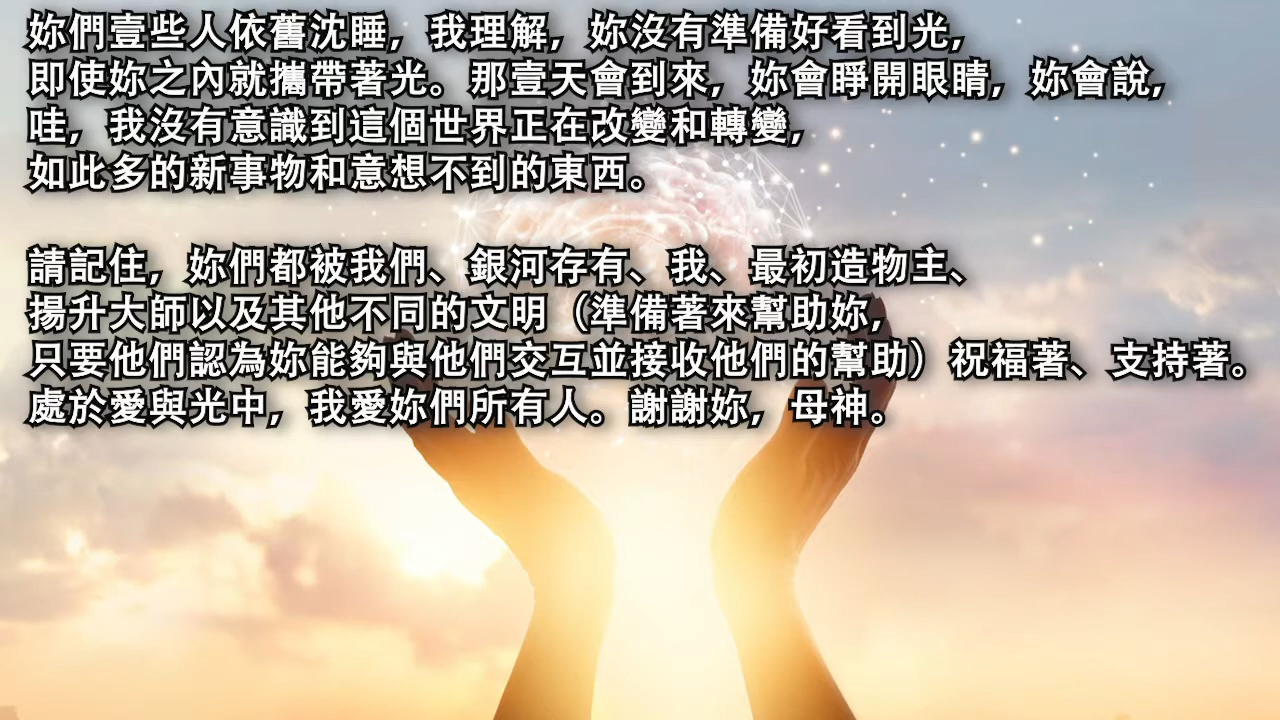 妳們壹些人依舊沈睡，我理解，妳沒有準備好看到光，
即使妳之內就攜帶著光。那壹天會到來，妳會睜開眼睛，妳會說，
哇，我沒有意識到這個世界正在改變和轉變，
如此多的新事物和意想不到的東西。
請記住，妳們都被我們、銀河存有、我、最初造物主、
揚升大師以及其他不同的文明（準備著來幫助妳，
只要他們認為妳能夠與他們交互並接收他們的幫助）祝福著、支持著。
處於愛與光中，我愛妳們所有人。謝謝妳，母神。